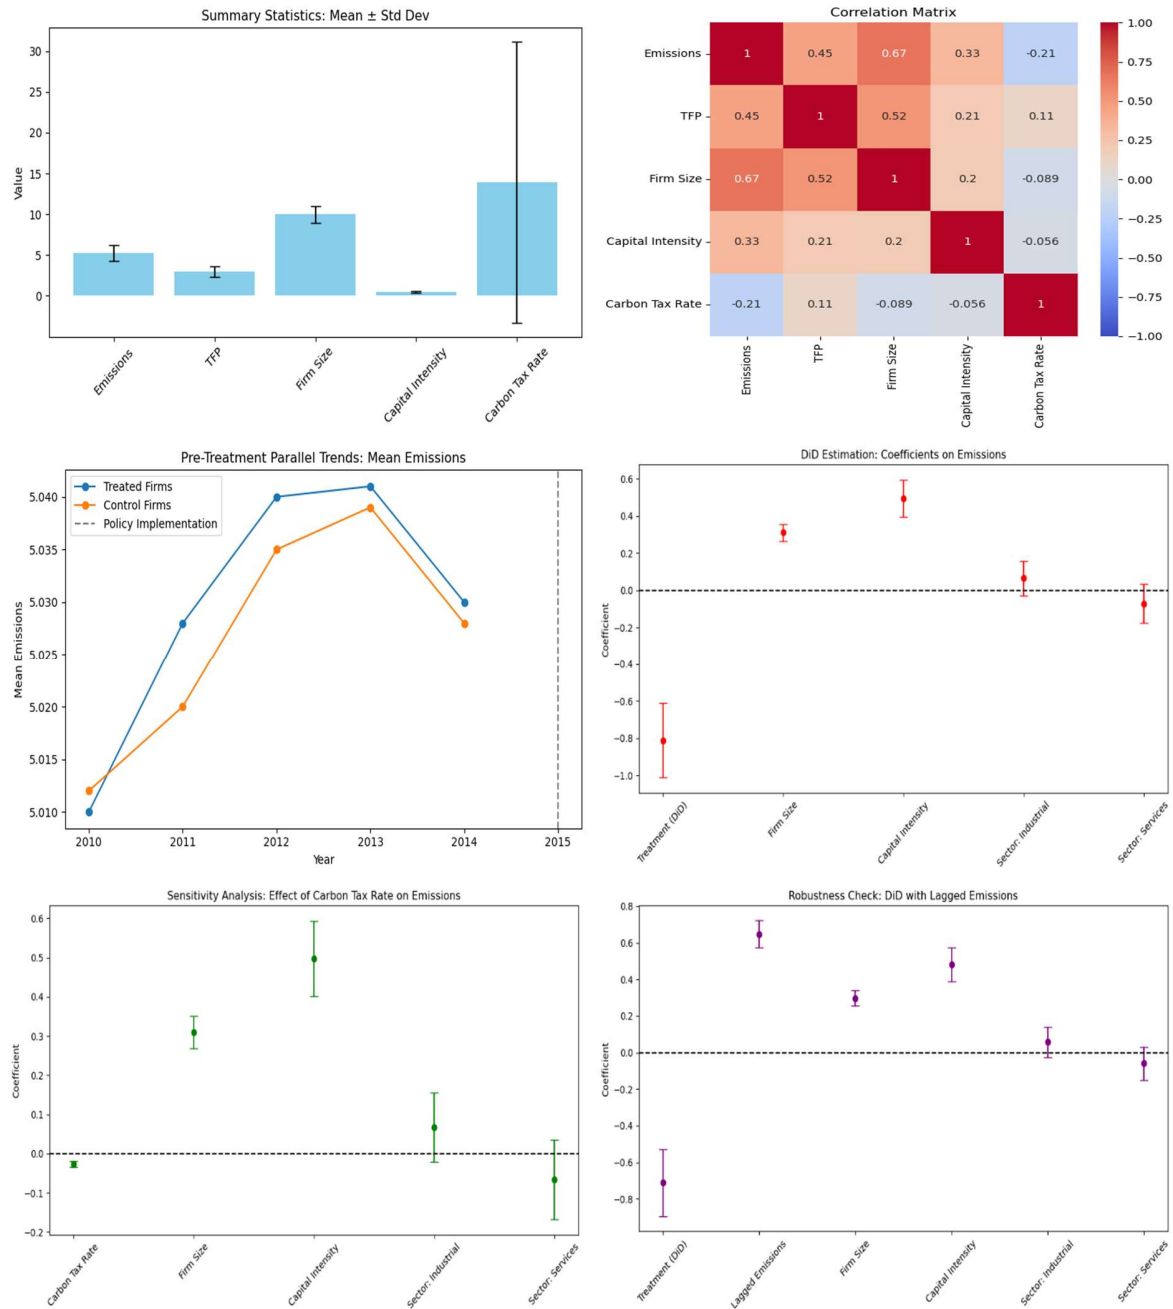 Summary Statistics: Mean ± Std Dev
30
25
20
15
10
5
0
Value
Emissions
TFP
Firm Size
Capital Intensity
Carbon Tax Rate
Correlation Matrix
Emissions
TFP
Firm Size
Capital Intensity
Carbon Tax Rate
1 0.45 0.67 0.33 -0.21
0.45 1 0.52 0.21 0.11
0.67 0.52 1 0.2 -0.089
0.33 0.21 0.2 1 -0.056
-0.21 0.11 -0.089 -0.056 1
Emissions
TFP
Firm Size
Capital Intensity
Carbon Tax Rate
1.00
0.75
0.50
0.25
0.00
−0.25
−0.50
−0.75
−1.00
Pre-Treatment Parallel Trends: Mean Emissions
Treated Firms
Control Firms
Policy Implementation
5.040
5.035
5.030
5.025
5.020
5.015
5.010
Mean Emissions
2010 2011 2012 2013 2014 2015
Year
DiD Estimation: Coefficients on Emissions
0.6
0.4
0.2
0.0
−0.2
−0.4
−0.6
−0.8
−1.0
Coefficient
Treatment (DiD)
Firm Size
Capital Intensity
Sector: Industrial
Sector: Services
Sensitivity Analysis: Effect of Carbon Tax Rate on Emissions
0.6
0.5
0.4
0.3
0.2
0.1
0.0
−0.1
−0.2
Coefficient
Carbon Tax Rate
Firm Size
Capital Intensity
Sector: Industrial
Sector: Services
Robustness Check: DiD with Lagged Emissions
0.8
0.6
0.4
0.2
0.0
−0.2
−0.4
−0.6
−0.8
Coefficient
Treatment (DiD)
Lagged Emissions
Firm Size
Capital Intensity
Sector: Industrial
Sector: Services